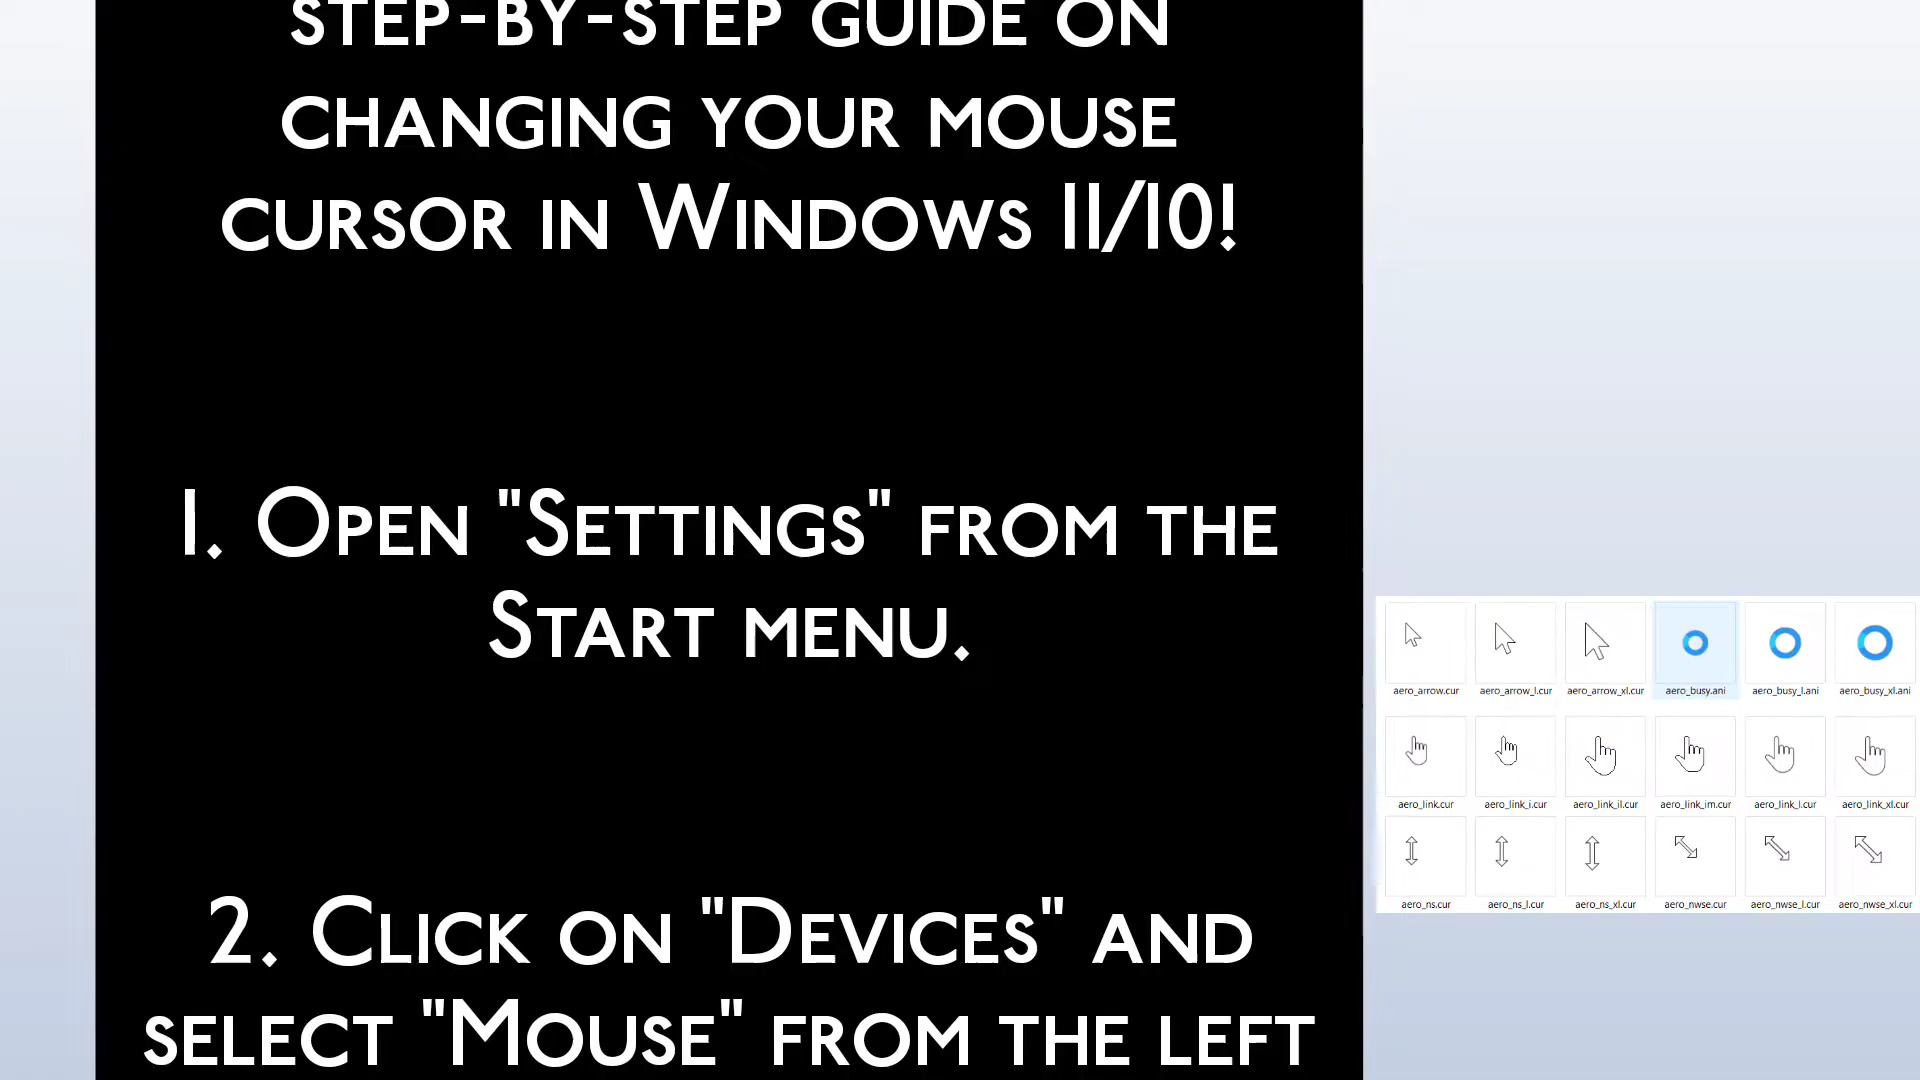 STEP-BY-STEP GUIDE ON
CHANGING YOUR MOUSE
CURSOR IN WINDOWS 11/10!
1. OPEN "SETTINGS" FROM THE
START MENU.
2. CLICK ON "DEVICES" AND
SELECT "MOUSE" FROM THE LEFT
aero_arrow.cur aero_arrow_l.cur aero_arrow_xl.cur aero_busy.ani aero_busy_l.ani aero_busy_xl.ani
aero_link.cur aero_link_i.cur aero_link_il.cur aero_link_im.cur aero_link_l.cur aero_link_xl.cur
aero_ns.cur aero_ns_l.cur aero_ns_xl.cur aero_nwse.cur aero_nwse_l.cur aero_nwse_xl.cur